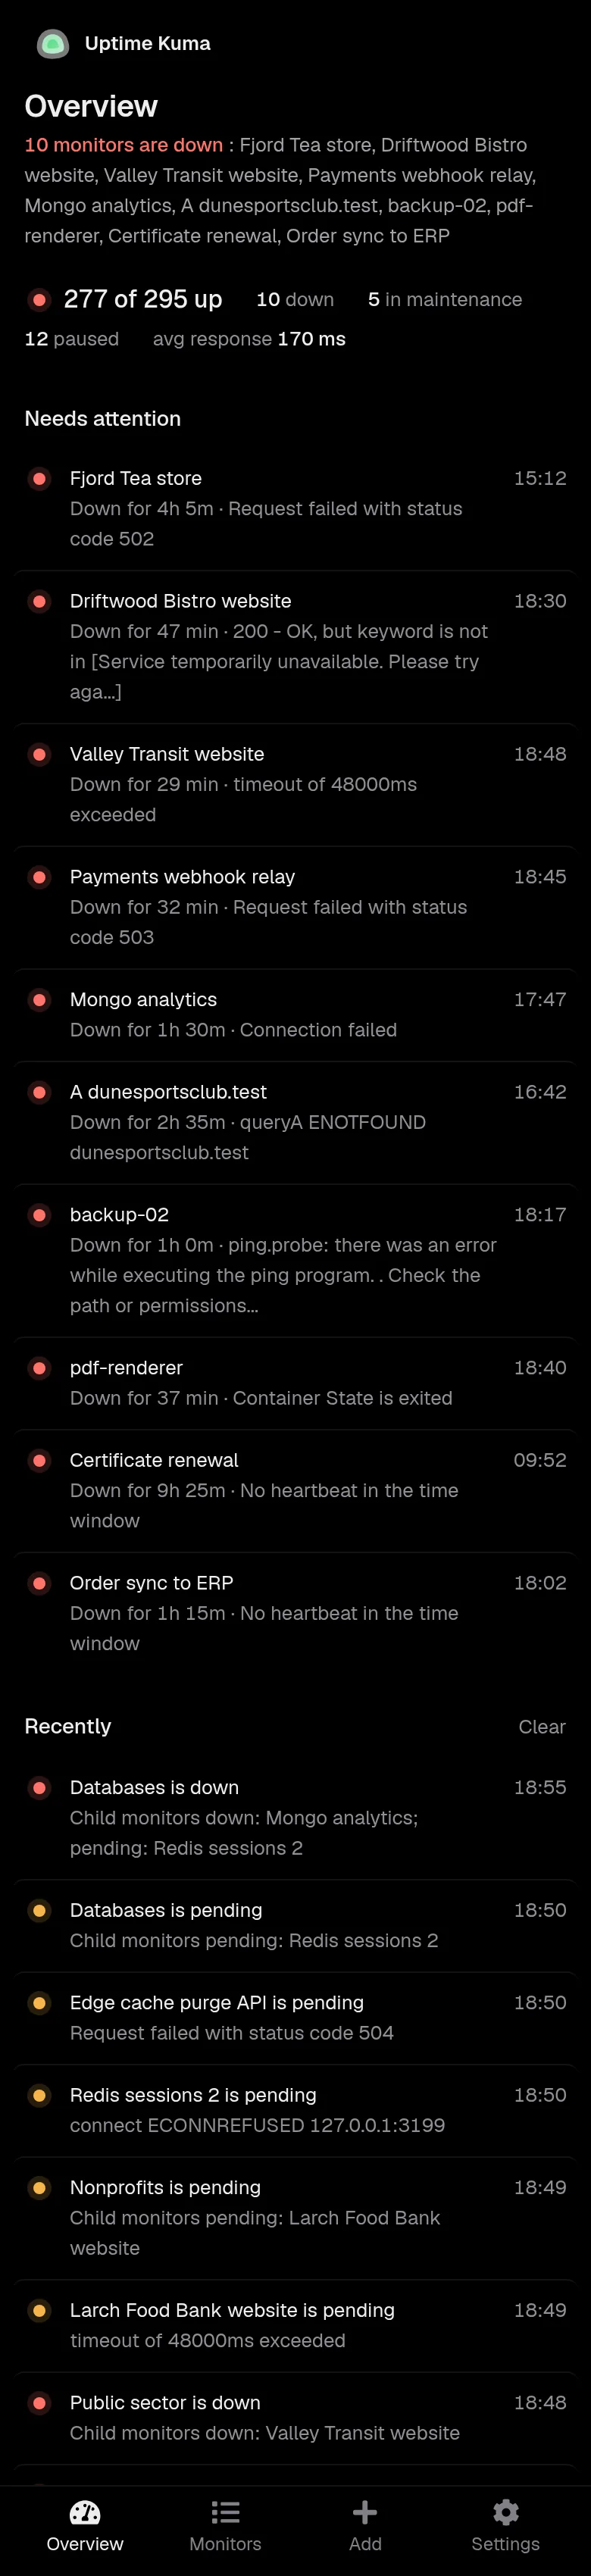 Uptime Kuma
Overview
10 monitors are down : Fjord Tea store, Driftwood Bistro
website, Valley Transit website, Payments webhook relay,
Mongo analytics, A dunesportsclub.test, backup-02, pdf-
renderer, Certificate renewal, Order sync to ERP
277 of 295 up 10 down 5 in maintenance
12 paused avg response 170 ms
Needs attention
Fjord Tea store 15:12
Down for 4h 5m · Request failed with status
code 502
Driftwood Bistro website 18:30
Down for 47 min · 200 - OK, but keyword is not
in [Service temporarily unavailable. Please try
aga...]
Valley Transit website 18:48
Down for 29 min · timeout of 48000ms
exceeded
Payments webhook relay 18:45
Down for 32 min · Request failed with status
code 503
Mongo analytics 17:47
Down for 1h 30m · Connection failed
A dunesportsclub.test 16:42
Down for 2h 35m · queryA ENOTFOUND
dunesportsclub.test
backup-02 18:17
Down for 1h 0m · ping.probe: there was an error
while executing the ping program. . Check the
path or permissions...
pdf-renderer 18:40
Down for 37 min · Container State is exited
Certificate renewal 09:52
Down for 9h 25m · No heartbeat in the time
window
Order sync to ERP 18:02
Down for 1h 15m · No heartbeat in the time
window
Recently Clear
Databases is down 18:55
Child monitors down: Mongo analytics;
pending: Redis sessions 2
Databases is pending 18:50
Child monitors pending: Redis sessions 2
Edge cache purge API is pending 18:50
Request failed with status code 504
Redis sessions 2 is pending 18:50
connect ECONNREFUSED 127.0.0.1:3199
Nonprofits is pending 18:49
Child monitors pending: Larch Food Bank
website
Larch Food Bank website is pending 18:49
timeout of 48000ms exceeded
Public sector is down 18:48
Child monitors down: Valley Transit website
Overview Monitors Add Settings